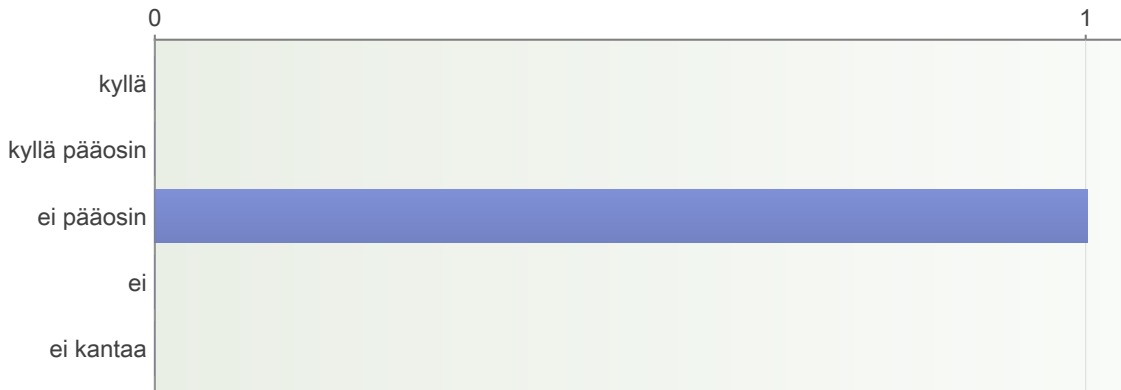 0 1
kyllä
kyllä pääosin
ei pääosin
ei
ei kantaa